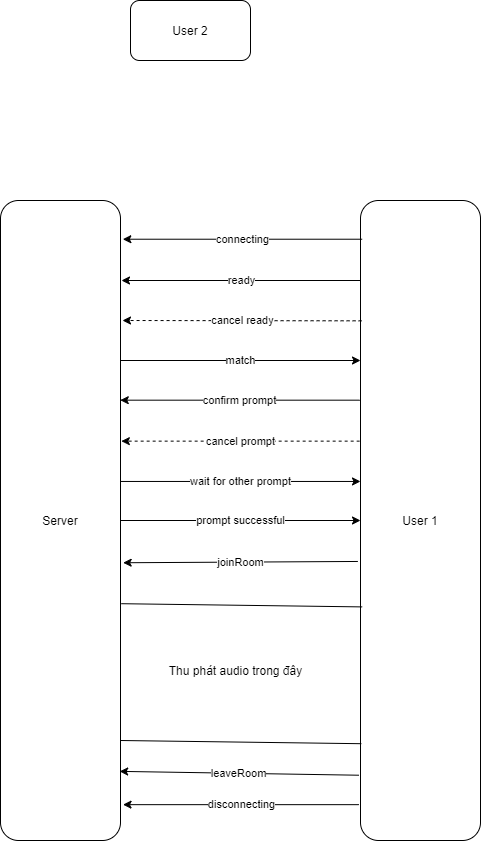 User 2
connecting
ready
cancel ready
match
confirm prompt
cancel prompt
wait for other prompt
Server
prompt successful
User 1
joinRoom
Thu phát audio trong đây
leaveRoom
disconnecting